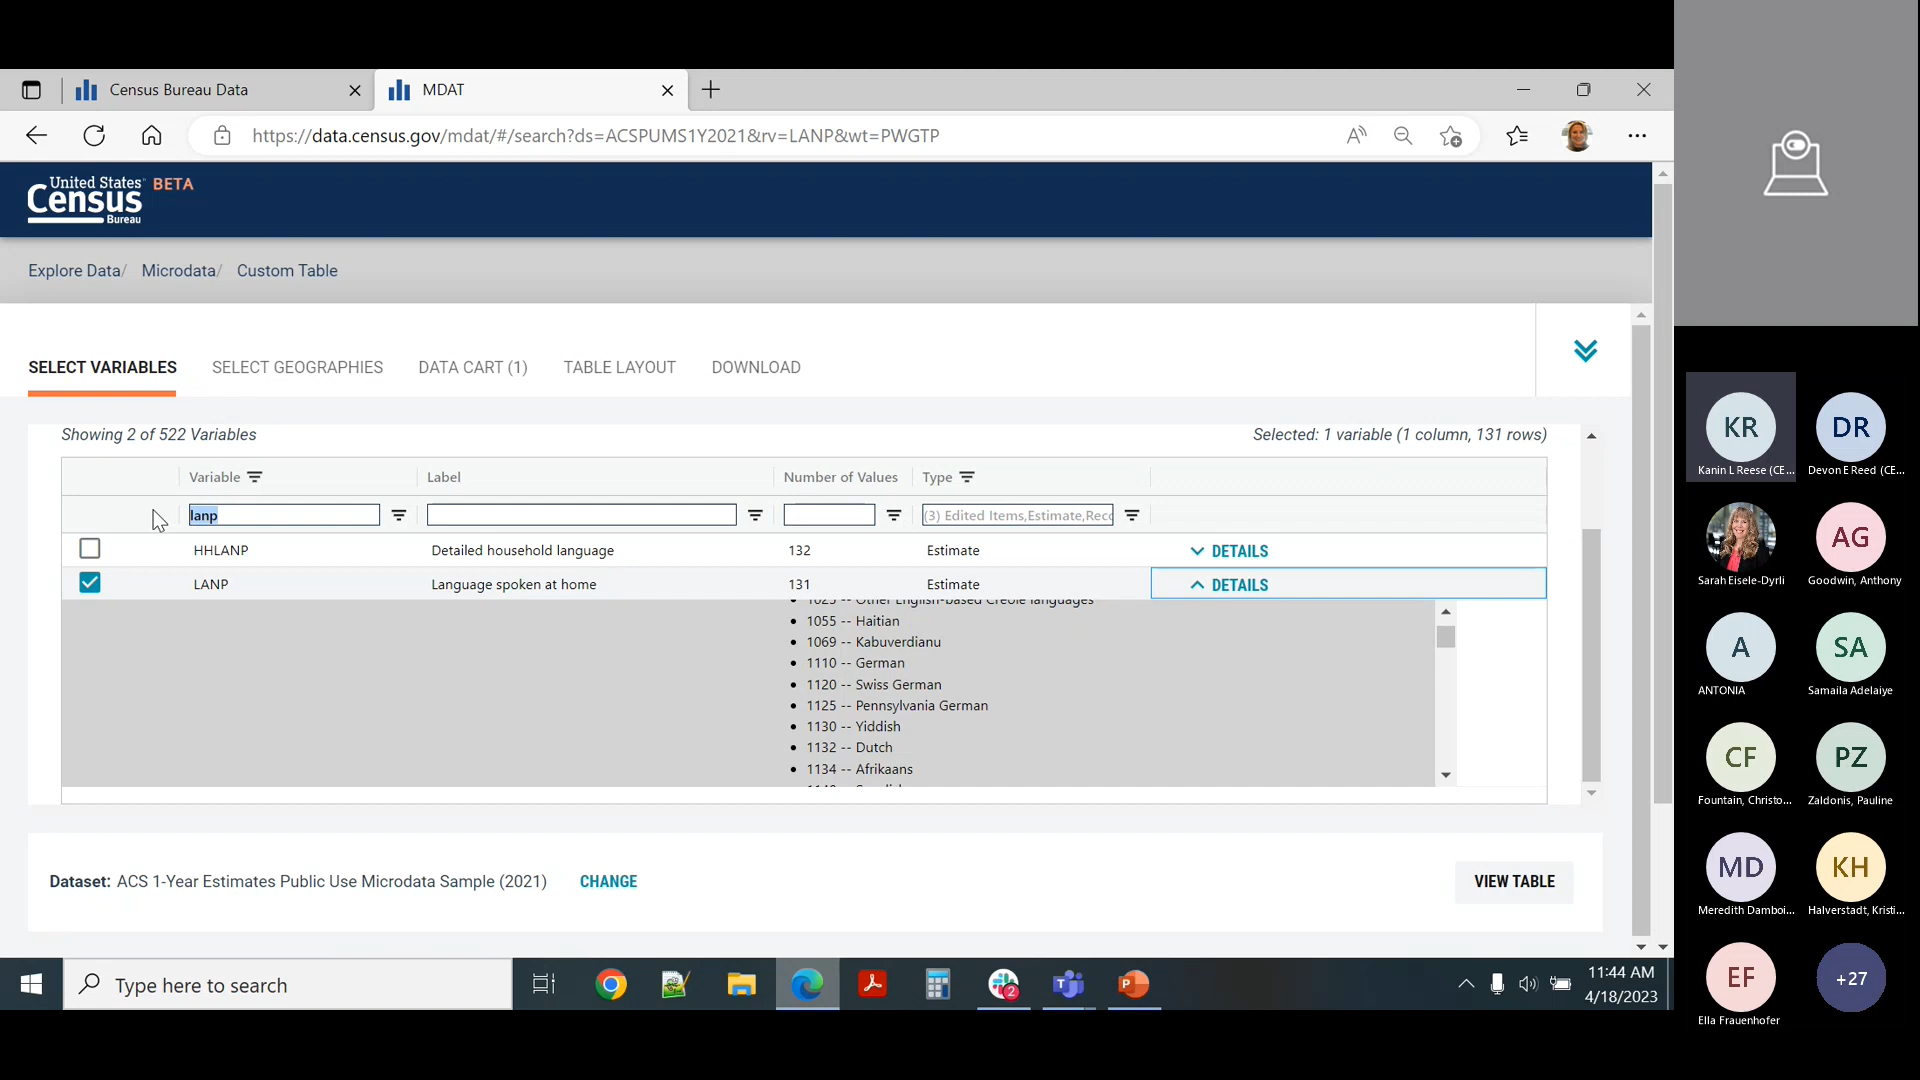 Census Bureau Data
MDAT
https://data.census.gov/mdat/#/search?ds=ACSPUMS1Y2021&rv=LANP&wt=PWGTP
United States
Census
Bureau
BETA
Explore Data/ Microdata/ Custom Table
SELECT VARIABLES SELECT GEOGRAPHIES DATA CART (1) TABLE LAYOUT DOWNLOAD
Showing 2 of 522 Variables
Selected: 1 variable (1 column, 131 rows)
Variable Label Number of Values Type
lanp (3) Edited Items,Estimate,Reco
HHLANP Detailed household language 132 Estimate DETAILS
LANP Language spoken at home 131 Estimate DETAILS
1025 -- Other English-based Creole languages
1055 -- Haitian
1069 -- Kabuverdianu
1110 -- German
1120 -- Swiss German
1125 -- Pennsylvania German
1130 -- Yiddish
1132 -- Dutch
1134 -- Afrikaans
Dataset: ACS 1-Year Estimates Public Use Microdata Sample (2021) CHANGE
VIEW TABLE
Type here to search
2
11:44 AM
4/18/2023
KR DR
Kanin L Reese (CE... Devon E Reed (CE...
AG
Sarah Eisele-Dyrli Goodwin, Anthony
A SA
ANTONIA Samaila Adelaiye
CF PZ
Fountain, Christo... Zaldonis, Pauline
MD KH
Meredith Damboi... Halverstadt, Kristi...
EF +27
Ella Frauenhofer